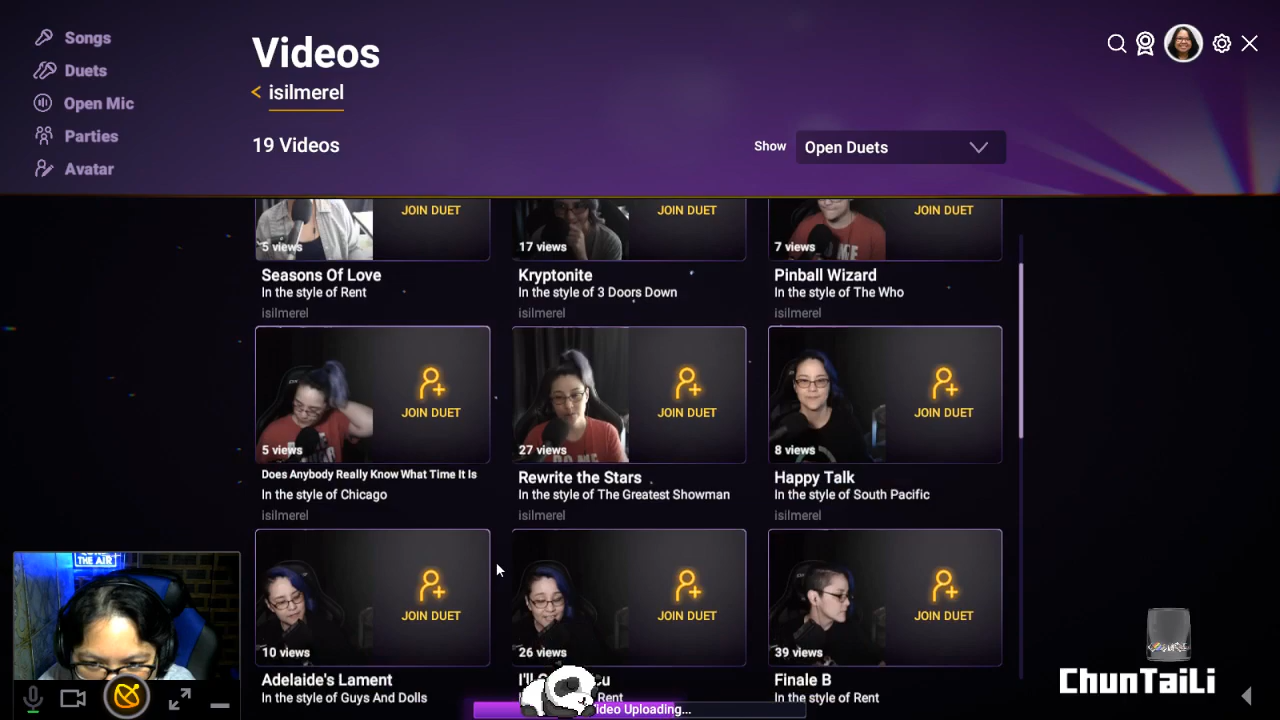 Songs
Duets
Open Mic
Parties
Avatar
Videos
< isilmerel
19 Videos
Show
Open Duets
JOIN DUET
JOIN DUET
JOIN DUET
5 views
17 views
7 views
Seasons Of Love
Kryptonite
Pinball Wizard
In the style of Rent
In the style of 3 Doors Down
In the style of The Who
isilmerel
isilmerel
isilmerel
JOIN DUET
JOIN DUET
JOIN DUET
5 views
27 views
8 views
Does Anybody Really Know What Time It Is
Rewrite the Stars
Happy Talk
In the style of Chicago
In the style of The Greatest Showman
In the style of South Pacific
isilmerel
isilmerel
isilmerel
JOIN DUET
JOIN DUET
JOIN DUET
10 views
26 views
39 views
Adelaide's Lament
Finale B
In the style of Guys And Dolls
Rent
In the style of Rent
Uploading...
THE AIR
ChunTaiLi